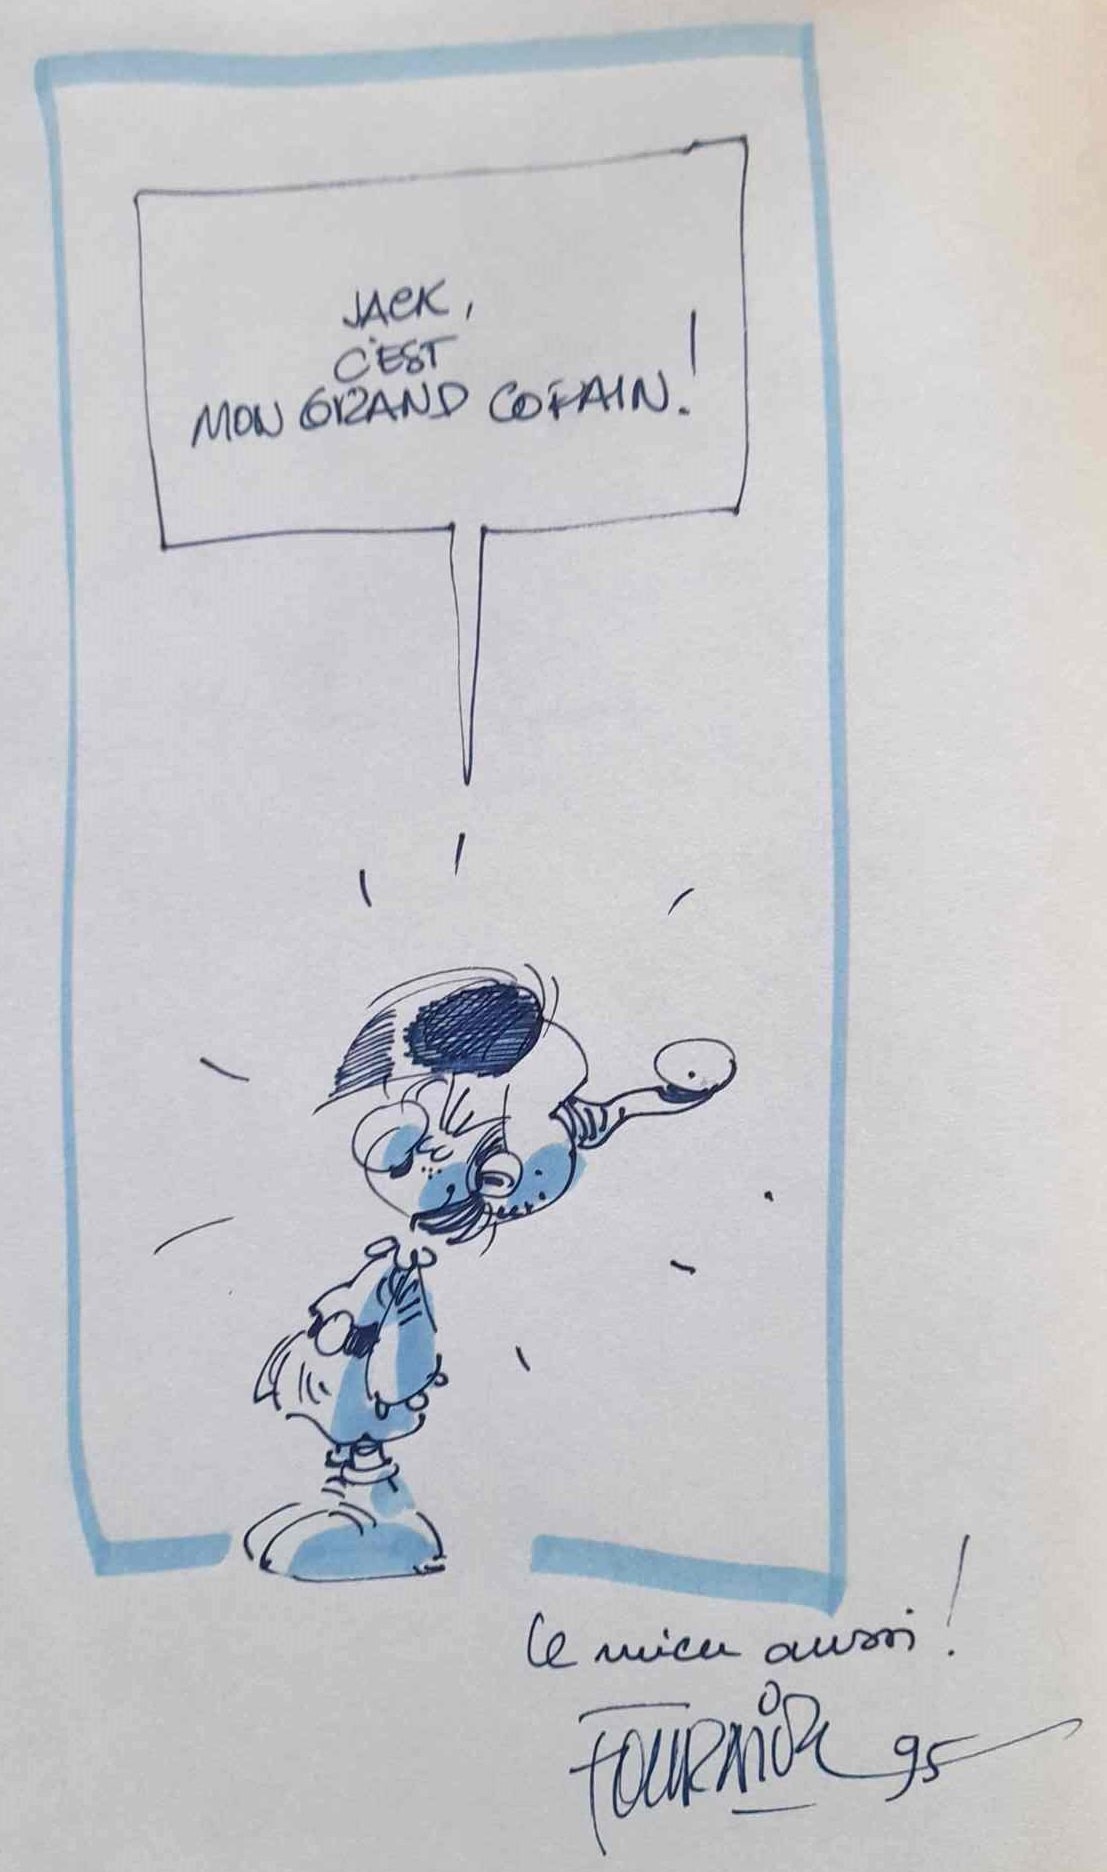 JACK,
C'EST
MON GRAND COPAIN.!
le mien aussi !
FOURNIER 95